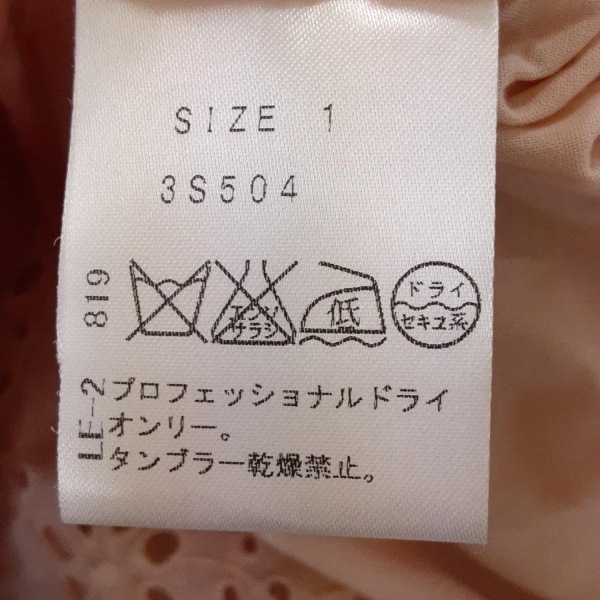 SIZE 1
3S504
819
エンソ
サラシ
低
ドライ
セキユ系
LE-2
プロフェッショナルドライ
オンリー。
タンブラー乾燥禁止。